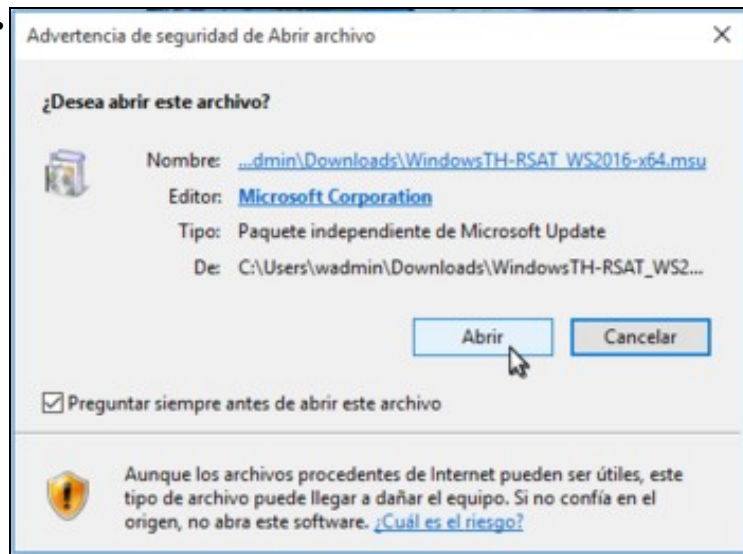 Advertencia de seguridad de Abrir archivo
¿Desea abrir este archivo?
Nombre: ...dmin\Downloads\WindowsTH-RSAT_WS2016-x64.msu
Editor: Microsoft Corporation
Tipo: Paquete independiente de Microsoft Update
De: C:\Users\wadmin\Downloads\WindowsTH-RSAT_WS2...
Abrir Cancelar
Preguntar siempre antes de abrir este archivo
Aunque los archivos procedentes de Internet pueden ser útiles, este
tipo de archivo puede llegar a dañar el equipo. Si no confía en el
origen, no abra este software. ¿Cuál es el riesgo?